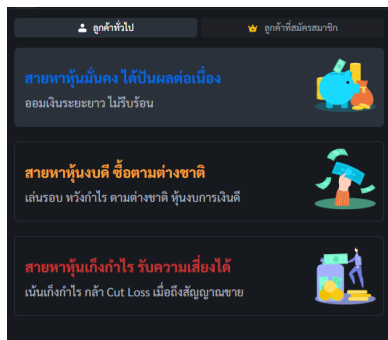 ลูกค้าทั่วไป
ลูกค้าที่สมัครสมาชิก
สายหาหุ้นมั่นคง ได้ปันผลต่อเนื่อง
ออมเงินระยะยาว ไม่รีบร้อน
สายหาหุ้นงบดี ซื้อตามต่างชาติ
เล่นรอบ หวังกำไร ตามต่างชาติ หุ้นงบการเงินดี
สายหาหุ้นเก็งกำไร รับความเสี่ยงได้
เน้นเก็งกำไร กล้า Cut Loss เมื่อถึงสัญญาณขาย